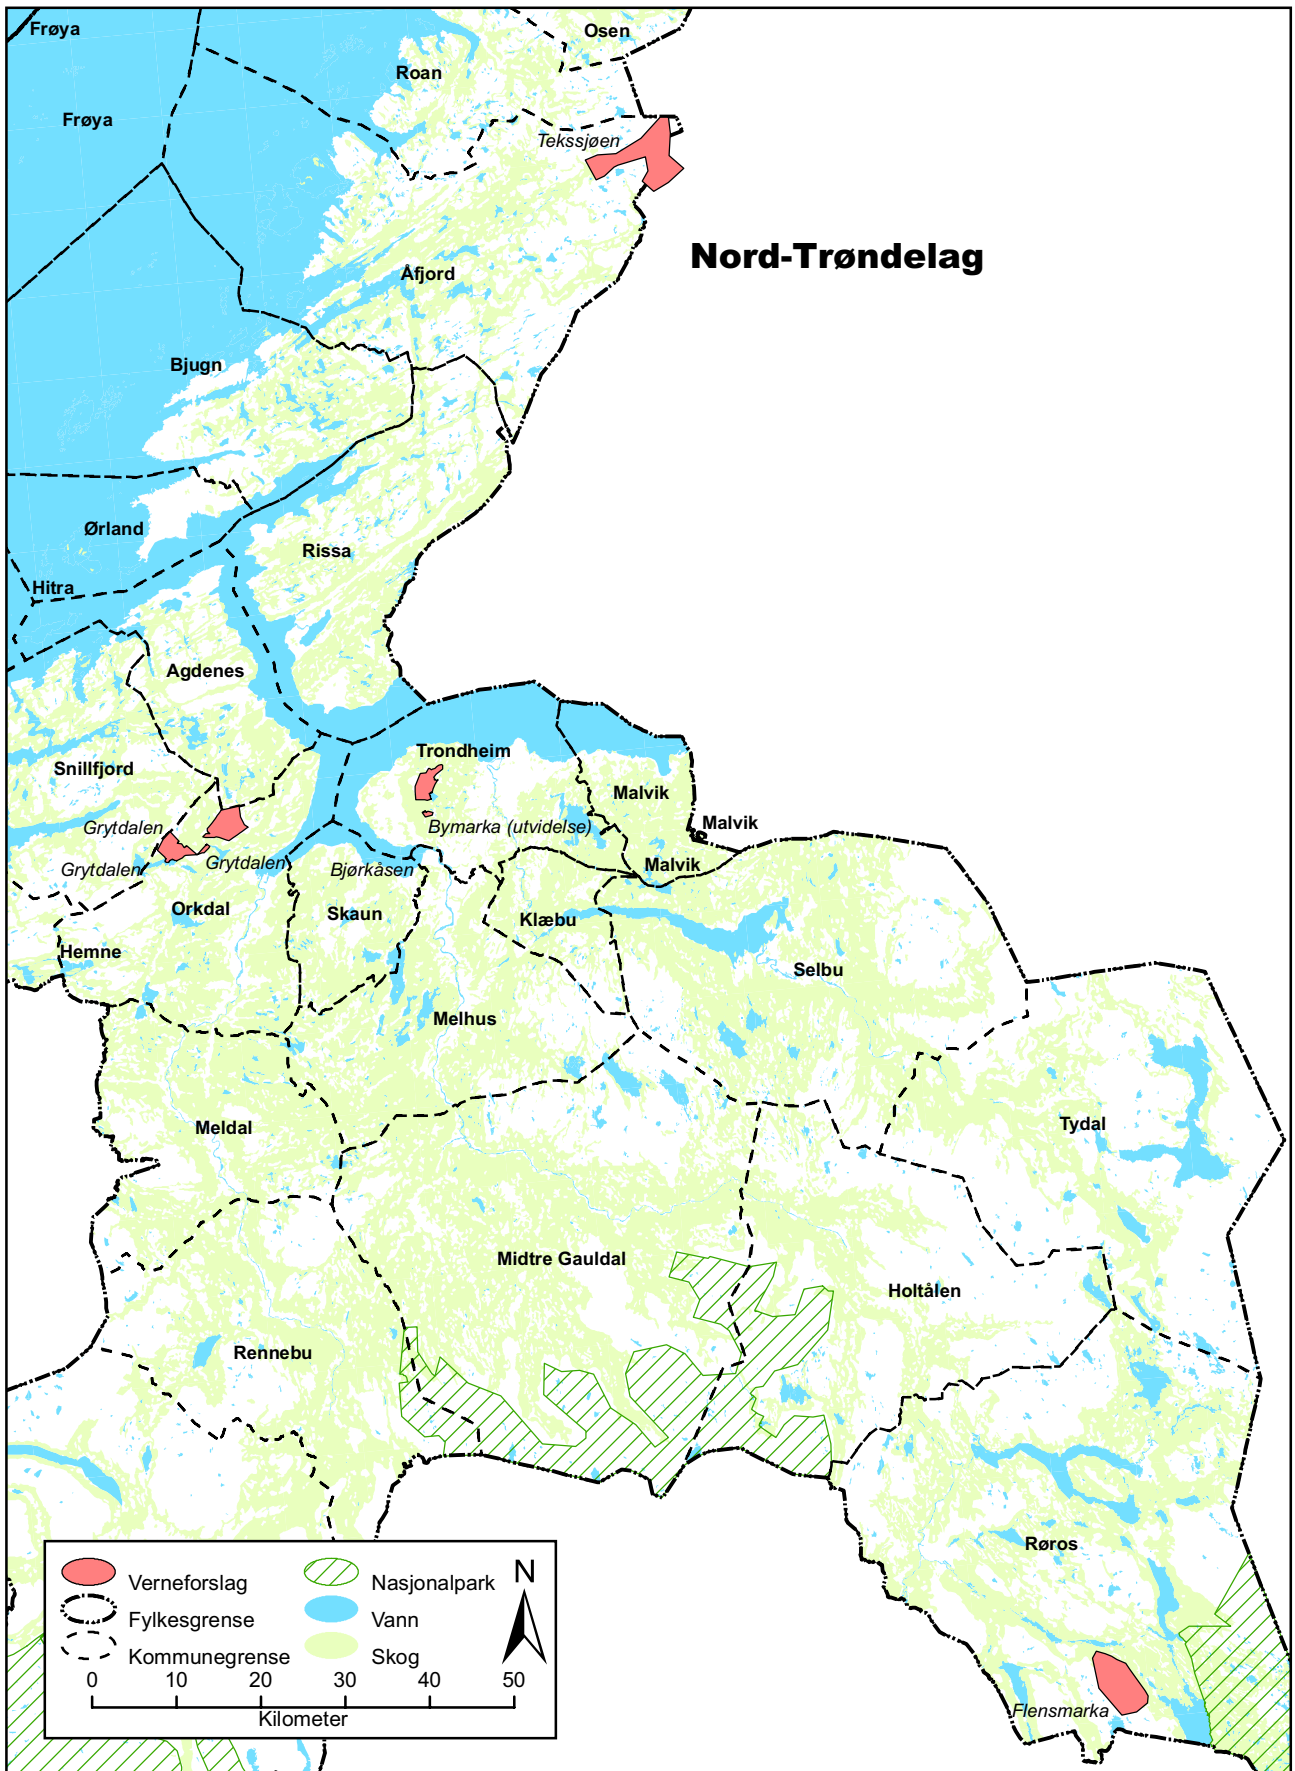 Frøya
Osen
Roan
Frøya
Tekssjøen
Nord-Trøndelag
Åfjord
Bjugn
Ørland
Rissa
Hitra
Agdenes
Trondheim
Snillfjord
Malvik
Malvik
Grytdalen
Bymarka (utvidelse)
Grytdalen
Grytdalen
Bjørkåsen
Malvik
Orkdal
Skaun
Klæbu
Hemne
Selbu
Melhus
Meldal
Tydal
Midtre Gauldal
Holtålen
Rennebu
Røros
Flensmarka
Verneforslag
Fylkesgrense
Kommunegrense
Nasjonalpark
Vann
Skog
N
0 10 20 30 40 50
Kilometer